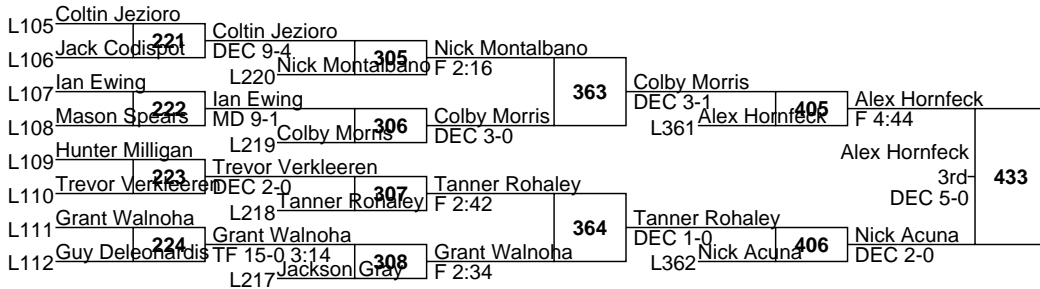 L105 Coltin Jezioro
221
L106 Jack Codispot
Coltin Jezioro
DEC 9-4
305
L220 Nick Montalbano
Nick Montalbano
F 2:16
L107 Ian Ewing
222
L108 Mason Spears
Ian Ewing
MD 9-1
306
L219 Colby Morris
Colby Morris
DEC 3-0
363
Colby Morris
DEC 3-1
405
L361 Alex Hornfeck
Alex Hornfeck
F 4:44
L109 Hunter Milligan
223
L110 Trevor Verkleeren
Trevor Verkleeren
DEC 2-0
307
L218 Tanner Rohaley
Tanner Rohaley
F 2:42
L111 Grant Walnoha
224
L112 Guy Deleonardis
Grant Walnoha
TF 15-0 3:14
308
L217 Jackson Gray
Grant Walnoha
F 2:34
364
Tanner Rohaley
DEC 1-0
406
L362 Nick Acuna
Nick Acuna
DEC 2-0
Alex Hornfeck
3rd
DEC 5-0
433